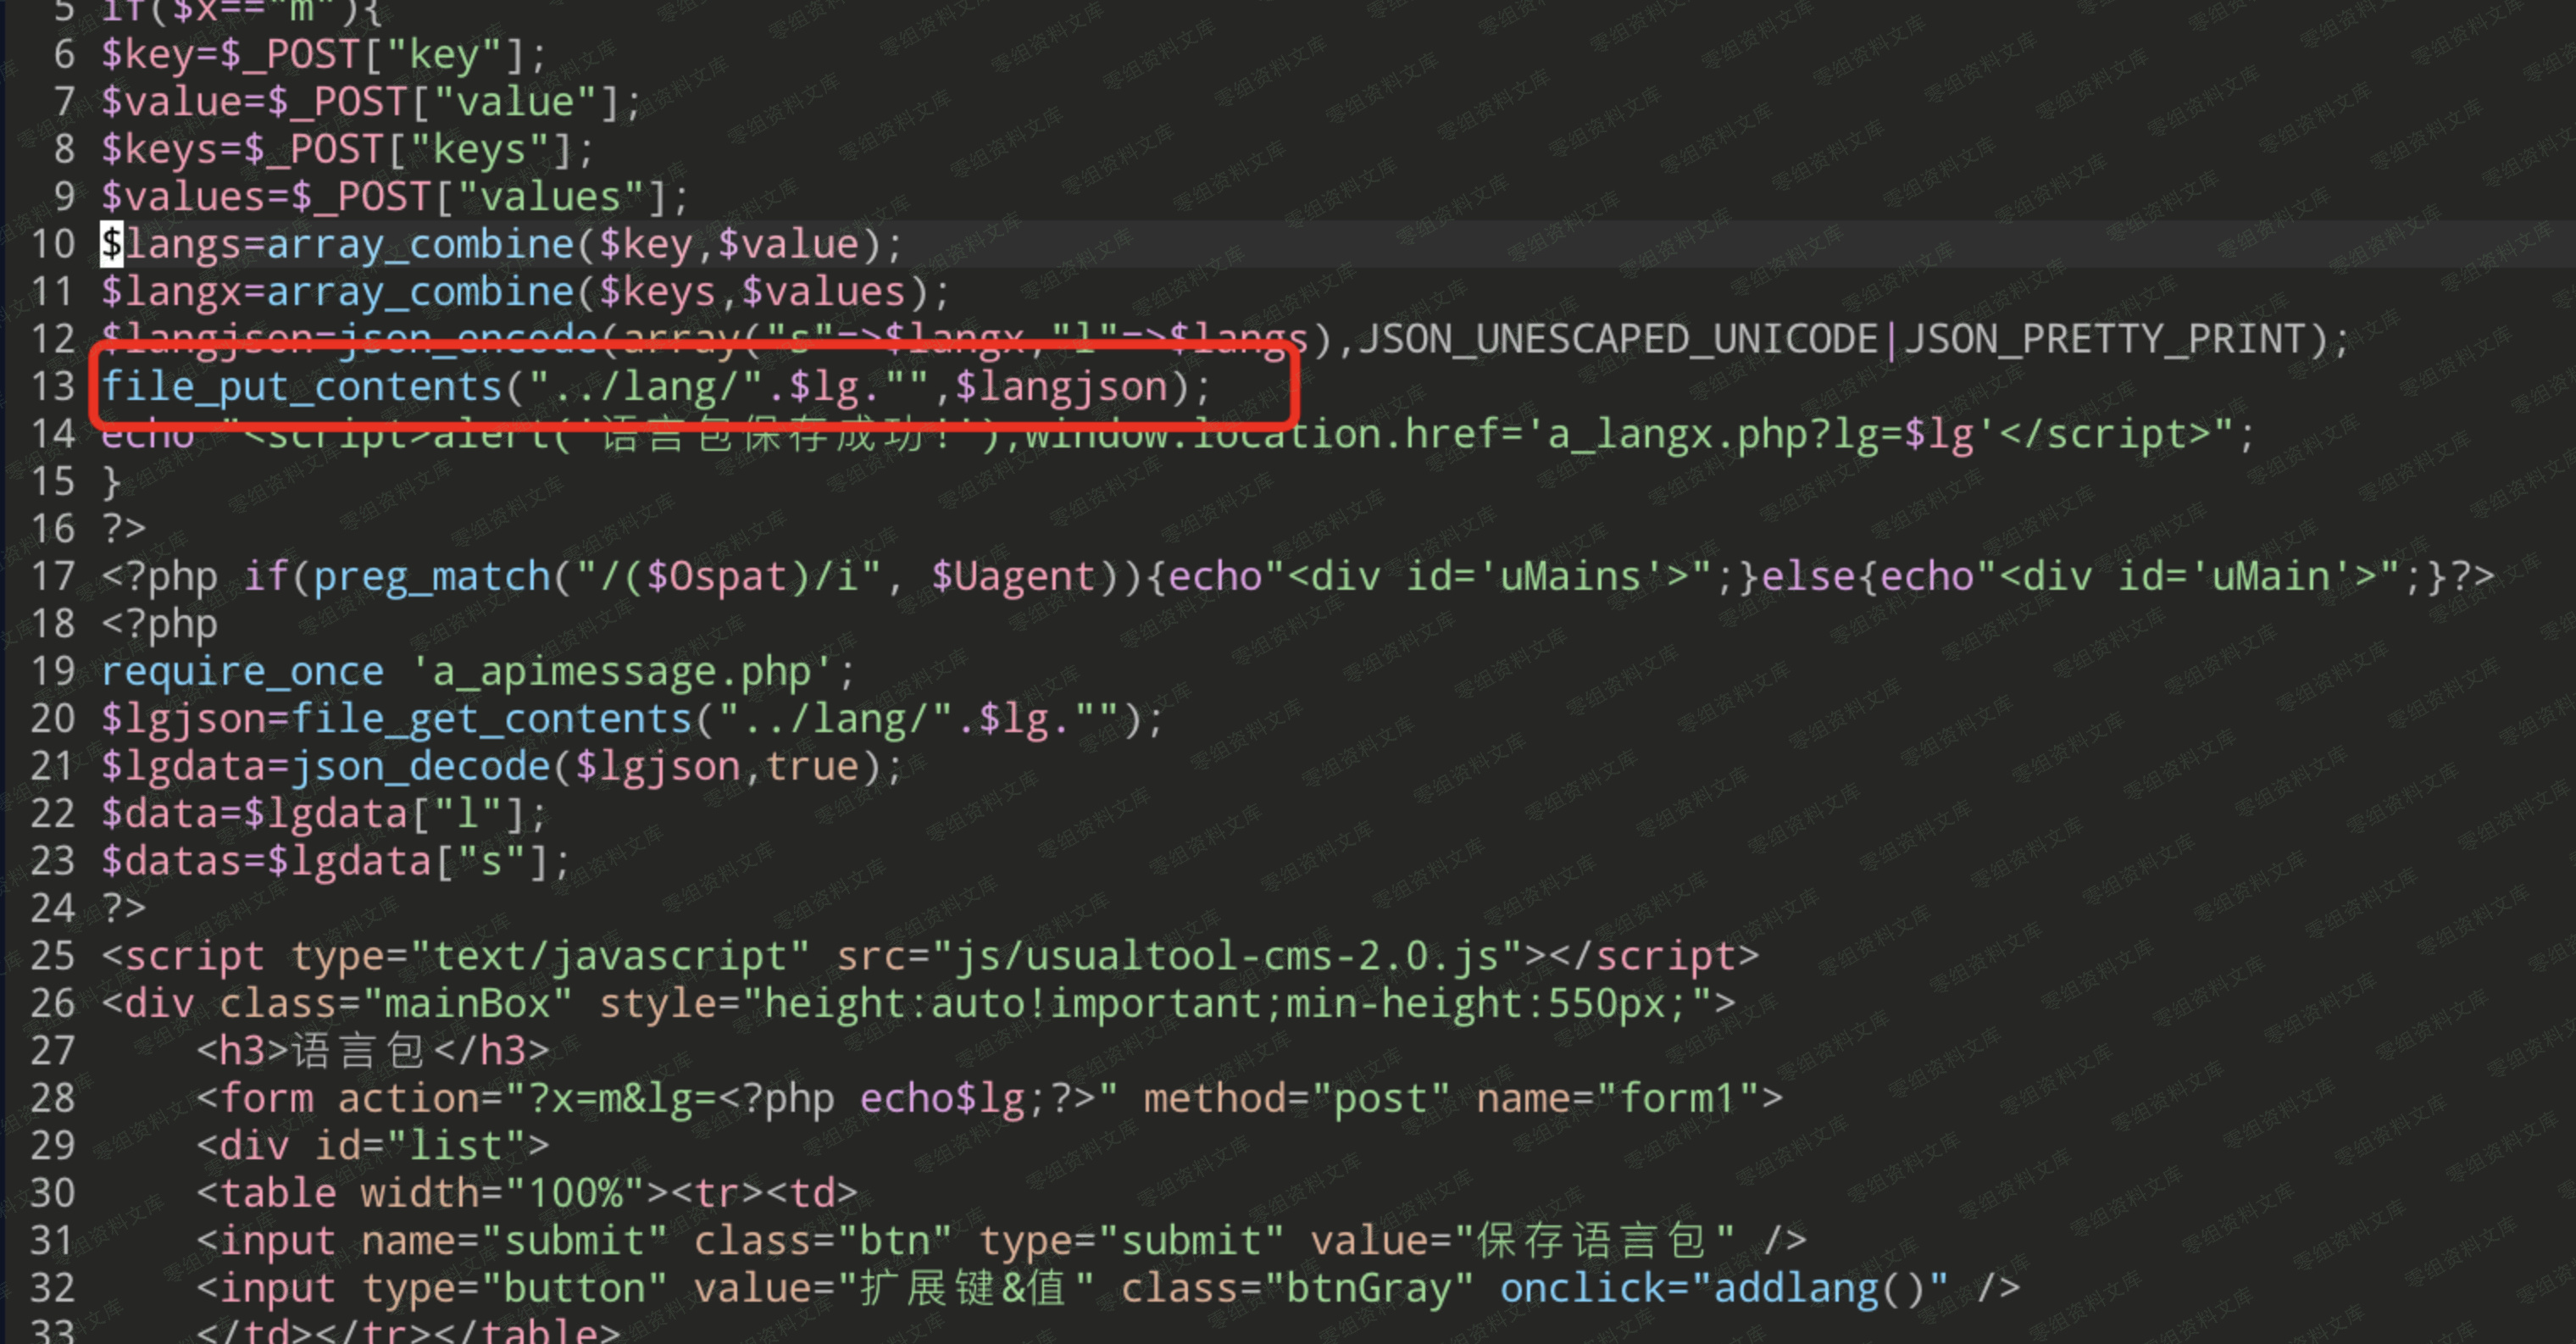 5 if($x=="m"){
6 $key=$_POST["key"];
7 $value=$_POST["value"];
8 $keys=$_POST["keys"];
9 $values=$_POST["values"];
10 $langs=array_combine($key,$value);
11 $langx=array_combine($keys,$values);
12 $langjson=json_encode(array("s"=>$langx,"l"=>$langs),JSON_UNESCAPED_UNICODE|JSON_PRETTY_PRINT);
13 file_put_contents("../lang/".$lg."",$langjson);
14 echo "<script>alert('语言包保存成功!'),window.location.href='a_langx.php?lg=$lg'</script>";
15 }
16 ?>
17 <?php if(preg_match("/($Ospat)/i", $Uagent)){echo"<div id='uMains'>";}else{echo"<div id='uMain'>";}?>
18 <?php
19 require_once 'a_apimessage.php';
20 $lgjson=file_get_contents("../lang/".$lg."");
21 $lgdata=json_decode($lgjson,true);
22 $data=$lgdata["l"];
23 $datas=$lgdata["s"];
24 ?>
25 <script type="text/javascript" src="js/usualtool-cms-2.0.js"></script>
26 <div class="mainBox" style="height:auto!important;min-height:550px;">
27 <h3>语言包</h3>
28 <form action="?x=m&lg=<?php echo$lg;?>" method="post" name="form1">
29 <div id="list">
30 <table width="100%"><tr><td>
31 <input name="submit" class="btn" type="submit" value="保存语言包" />
32 <input type="button" value="扩展键&值" class="btnGray" onclick="addlang()" />
33 </td></tr></table>
零组资料文库